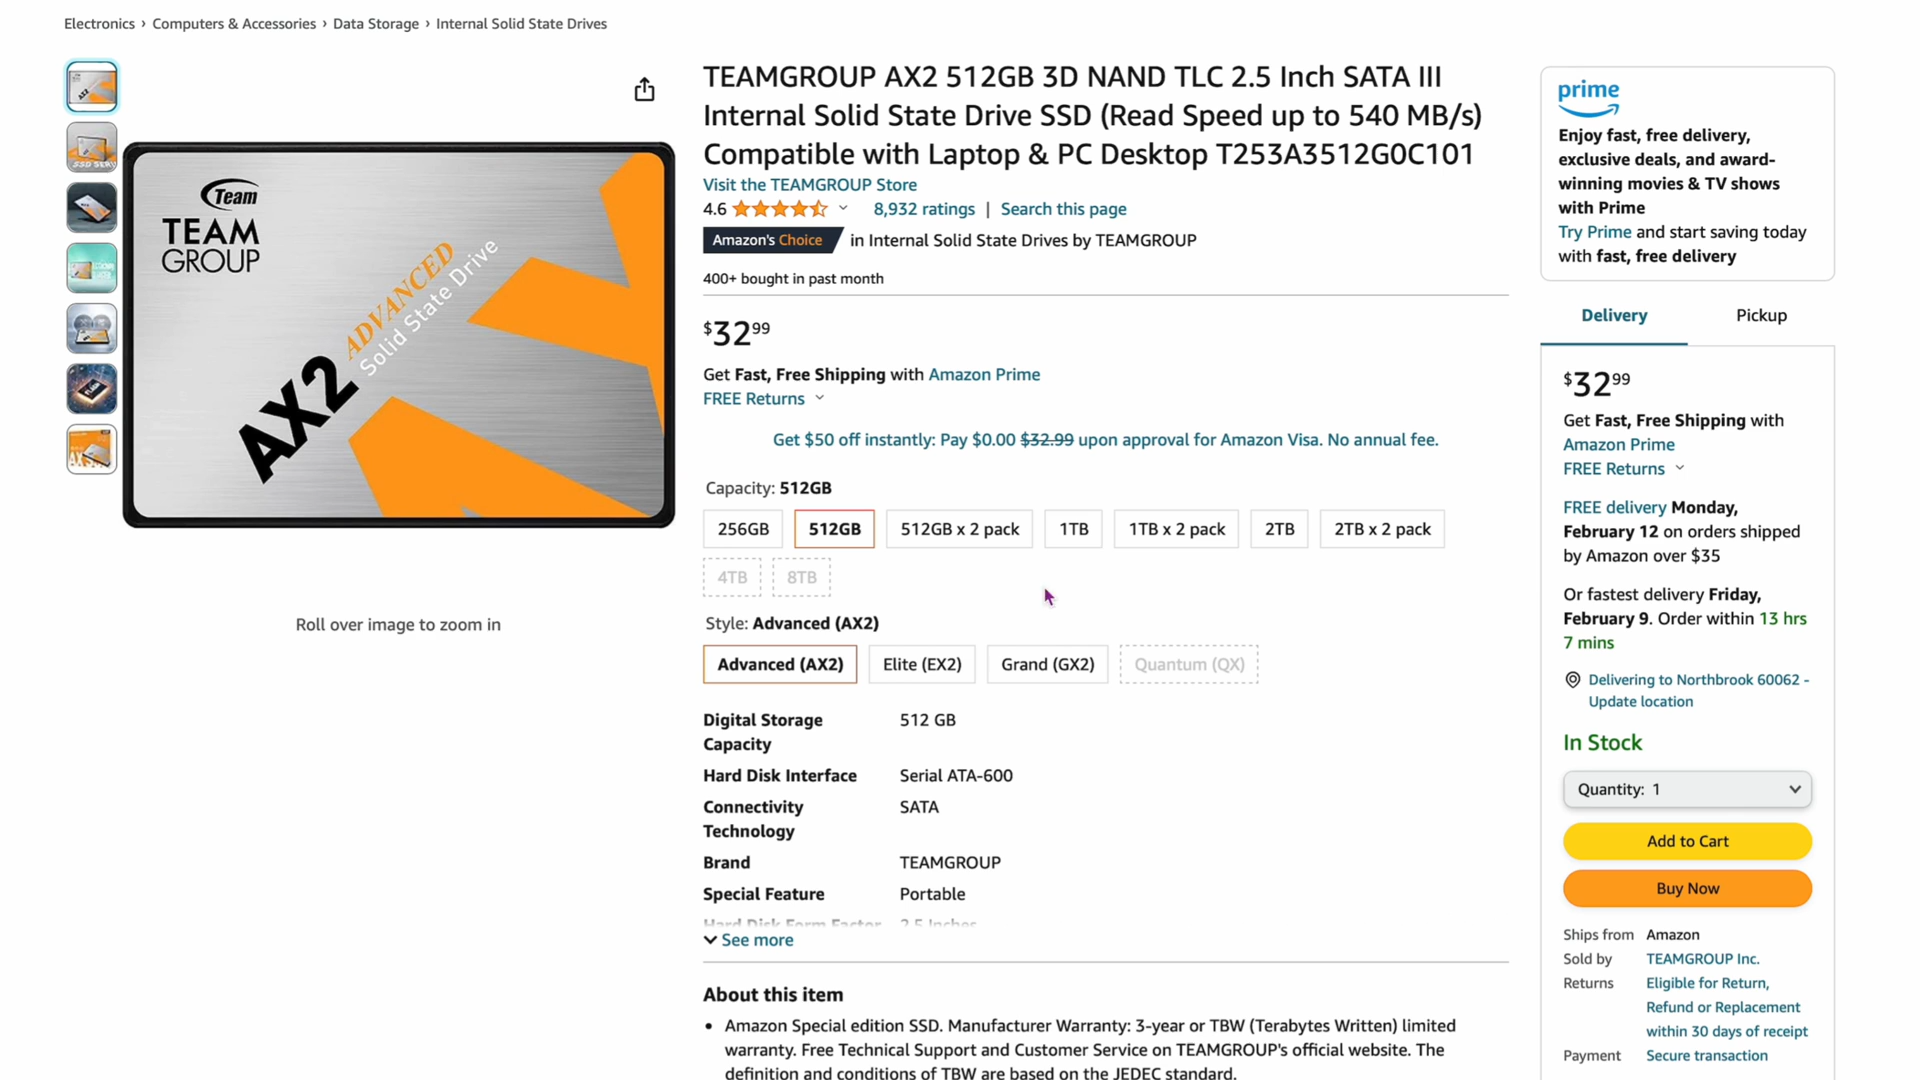 Electronics › Computers & Accessories › Data Storage › Internal Solid State Drives
Team
TEAM
GROUP
AX2
ADVANCED
Solid State Drive
Roll over image to zoom in
TEAMGROUP AX2 512GB 3D NAND TLC 2.5 Inch SATA III
Internal Solid State Drive SSD (Read Speed up to 540 MB/s)
Compatible with Laptop & PC Desktop T253A3512G0C101
Visit the TEAMGROUP Store
4.6 8,932 ratings | Search this page
Amazon's Choice in Internal Solid State Drives by TEAMGROUP
400+ bought in past month
$32 99
Get Fast, Free Shipping with Amazon Prime
FREE Returns
Get $50 off instantly: Pay $0.00 $32.99 upon approval for Amazon Visa. No annual fee.
Capacity: 512GB
256GB 512GB 512GB x 2 pack 1TB 1TB x 2 pack 2TB 2TB x 2 pack
4TB 8TB
Style: Advanced (AX2)
Advanced (AX2) Elite (EX2) Grand (GX2) Quantum (QX)
Digital Storage 512 GB
Capacity
Hard Disk Interface Serial ATA-600
Connectivity SATA
Technology
Brand TEAMGROUP
Special Feature Portable
Hard Disk Form Factor 2.5 Inches
See more
About this item
• Amazon Special edition SSD. Manufacturer Warranty: 3-year or TBW (Terabytes Written) limited
warranty. Free Technical Support and Customer Service on TEAMGROUP's official website. The
definition and conditions of TBW are based on the JEDEC standard.
prime
Enjoy fast, free delivery,
exclusive deals, and award-
winning movies & TV shows
with Prime
Try Prime and start saving today
with fast, free delivery
Delivery Pickup
$32 99
Get Fast, Free Shipping with
Amazon Prime
FREE Returns
FREE delivery Monday,
February 12 on orders shipped
by Amazon over $35
Or fastest delivery Friday,
February 9. Order within 13 hrs
7 mins
Delivering to Northbrook 60062 -
Update location
In Stock
Quantity: 1
Add to Cart
Buy Now
Ships from Amazon
Sold by TEAMGROUP Inc.
Returns Eligible for Return,
Refund or Replacement
within 30 days of receipt
Payment Secure transaction